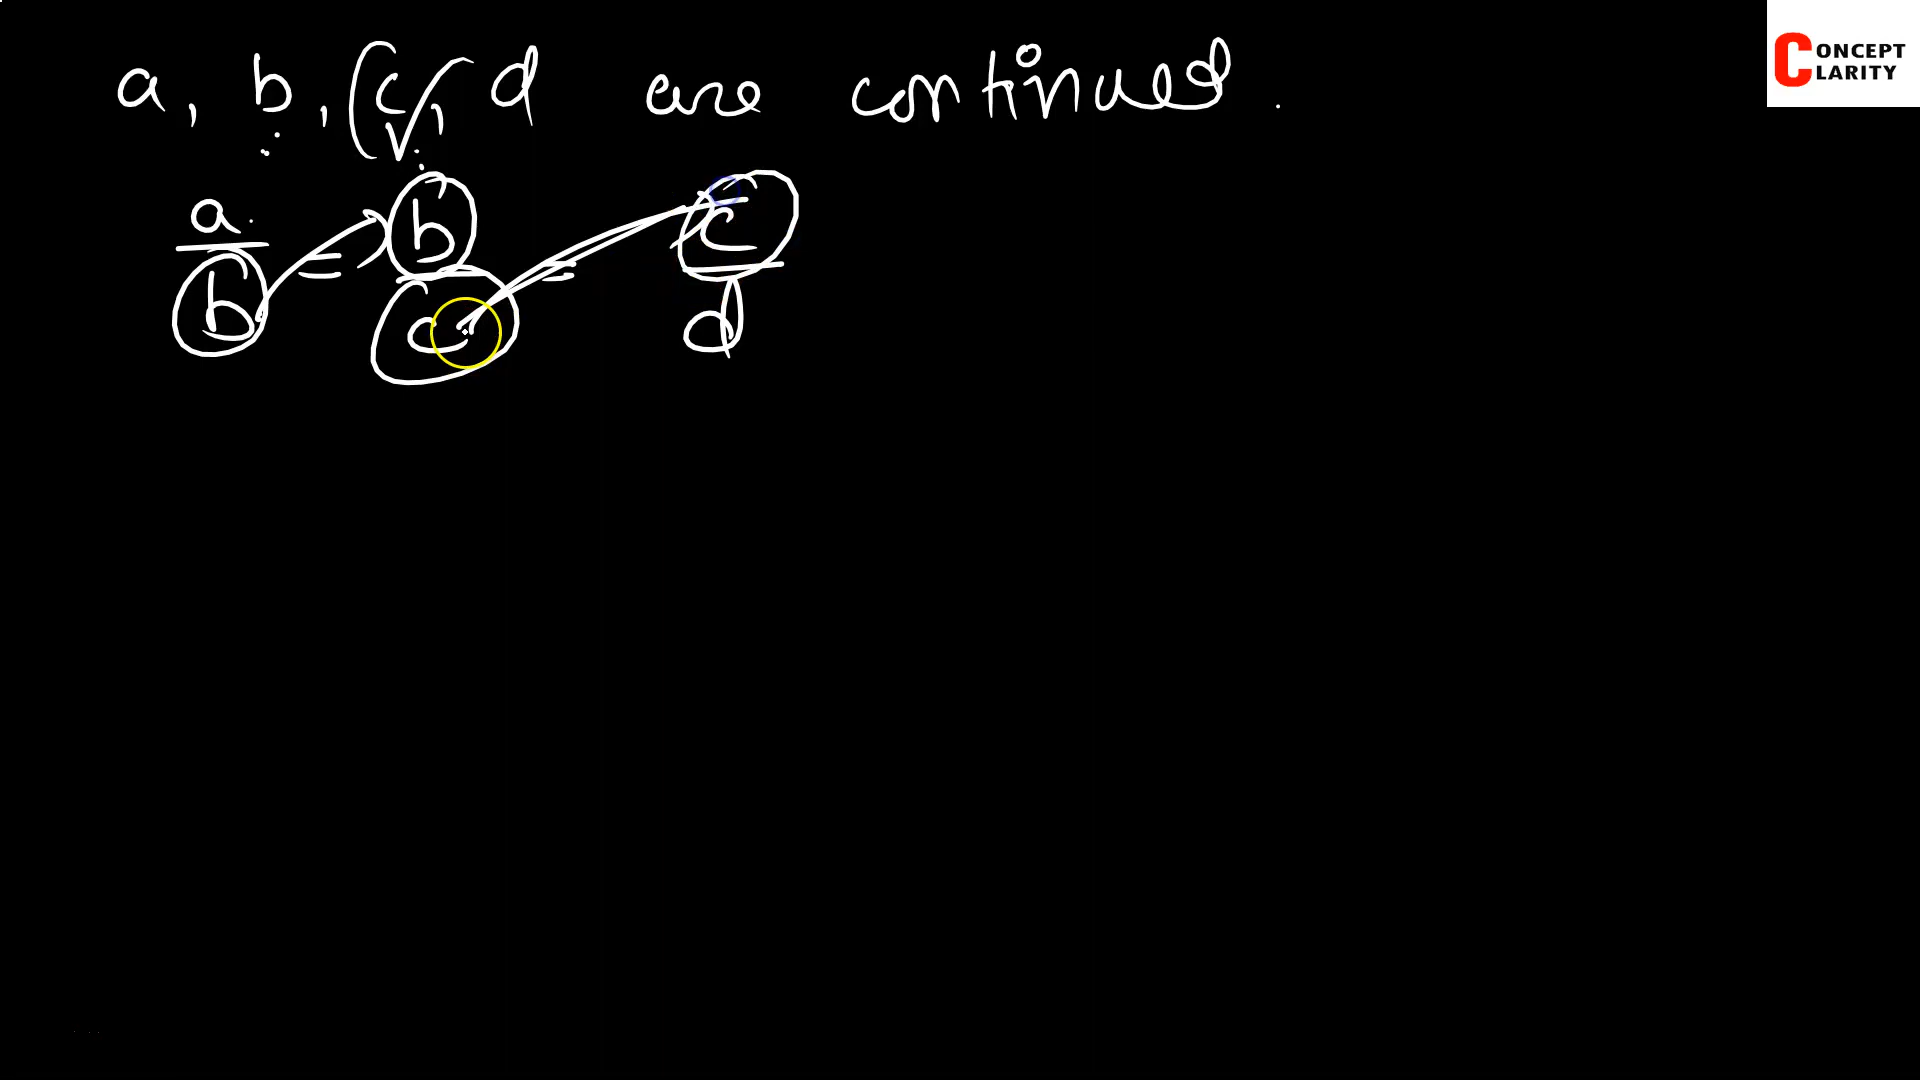 a, b, c, d are continued.
a/b = b/c = c/d
CONCEPT
CLARITY